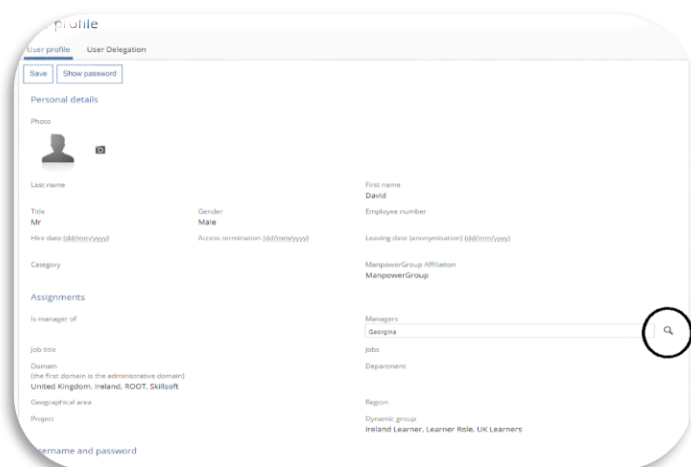 profile
User profile User Delegation
Save Show password
Personal details
Photo
Last name First name
David
Title Gender Employee number
Mr Male
Hire date (dd/mm/yyyy) Access termination (dd/mm/yyyy) Leaving date (anonymisation) (dd/mm/yyyy)
Category ManpowerGroup Affiliation
ManpowerGroup
Assignments
Is manager of Managers
Georgina
Job title Jobs
Domain Department
(the first domain is the administrative domain)
United Kingdom, Ireland, ROOT, Skillsoft
Geographical area Region
Project Dynamic group
Ireland Learner, Learner Role, UK Learners
ername and password